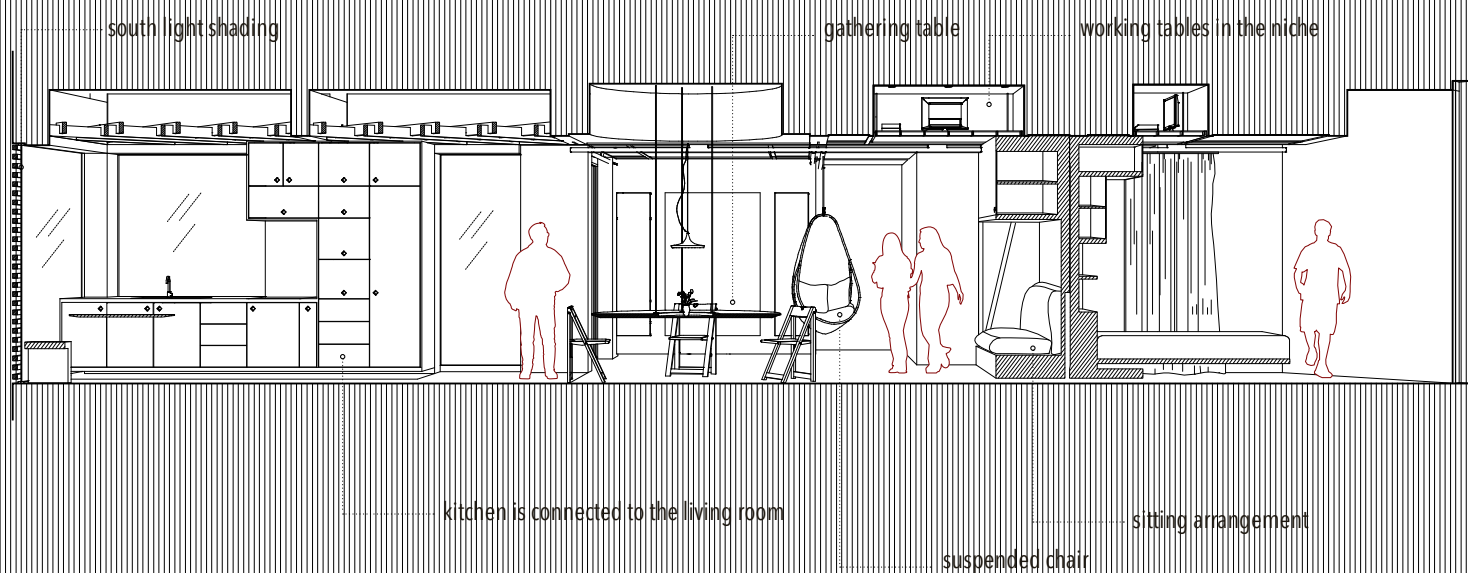 south light shading
gathering table
working tables in the niche
kitchen is connected to the living room
sitting arrangement
suspended chair